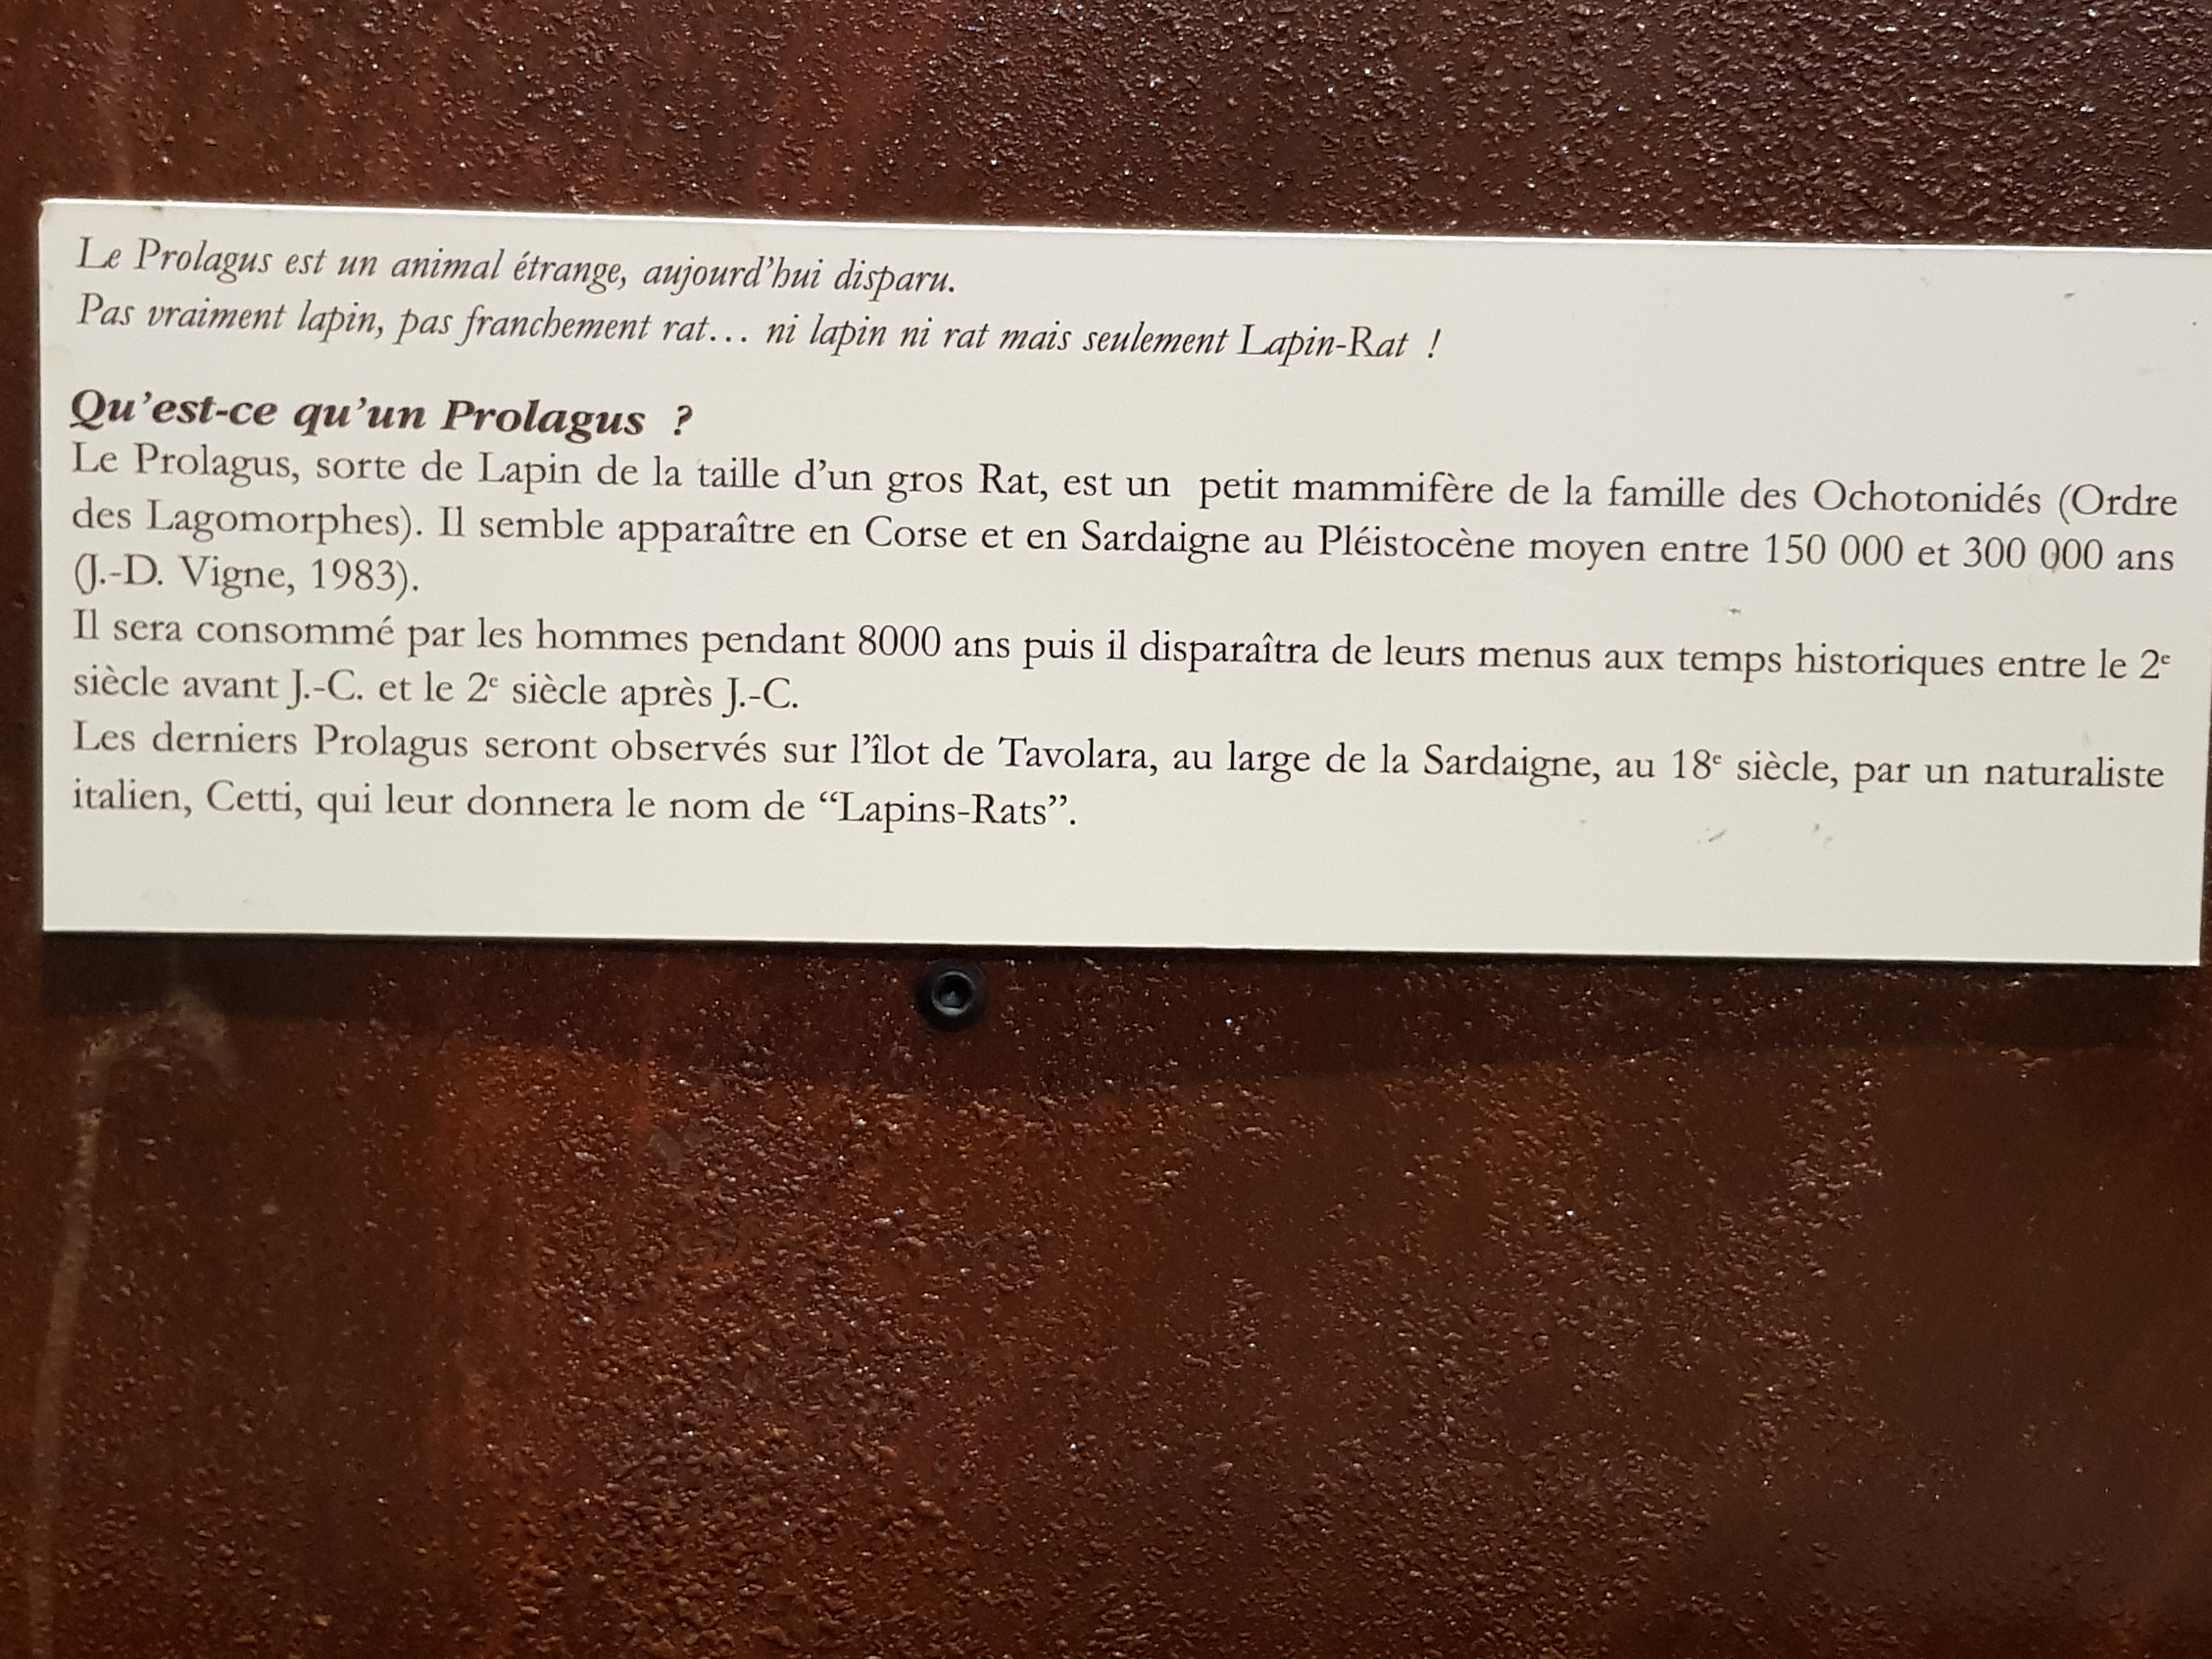 Le Prolagus est un animal étrange, aujourd'hui disparu.
Pas vraiment lapin, pas franchement rat… ni lapin ni rat mais seulement Lapin-Rat !
Qu'est-ce qu'un Prolagus ?
Le Prolagus, sorte de Lapin de la taille d'un gros Rat, est un petit mammifère de la famille des Ochotonidés (Ordre
des Lagomorphes). Il semble apparaître en Corse et en Sardaigne au Pléistocène moyen entre 150 000 et 300 000 ans
(J.-D. Vigne, 1983).
Il sera consommé par les hommes pendant 8000 ans puis il disparaîtra de leurs menus aux temps historiques entre le 2e
siècle avant J.-C. et le 2e siècle après J.-C.
Les derniers Prolagus seront observés sur l'îlot de Tavolara, au large de la Sardaigne, au 18e siècle, par un naturaliste
italien, Cetti, qui leur donnera le nom de “Lapins-Rats”.